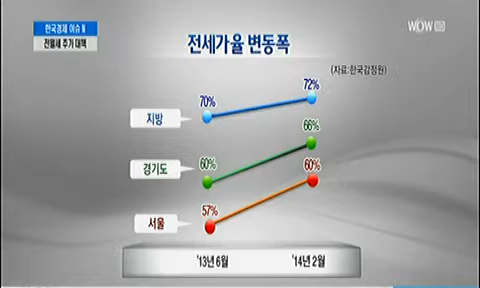 한국경제 이슈 N
전월세 추가 대책
WOW
전세가율 변동폭
(자료:한국감정원)
지방
70%
72%
경기도
60%
66%
서울
57%
60%
'13년 6월
'14년 2월